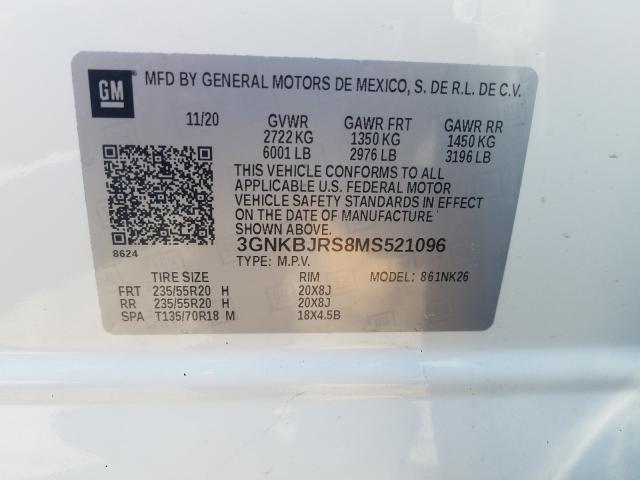 GM MFD BY GENERAL MOTORS DE MEXICO, S. DE R.L. DE C.V.
11/20 GVWR GAWR FRT GAWR RR
2722 KG 1350 KG 1450 KG
6001 LB 2976 LB 3196 LB
THIS VEHICLE CONFORMS TO ALL
APPLICABLE U.S. FEDERAL MOTOR
VEHICLE SAFETY STANDARDS IN EFFECT
ON THE DATE OF MANUFACTURE
SHOWN ABOVE.
3GNKBJRS8MS521096
8624 TYPE: M.P.V.
TIRE SIZE RIM MODEL: 861NK26
FRT 235/55R20 H 20X8J
RR 235/55R20 H 20X8J
SPA T135/70R18 M 18X4.5B